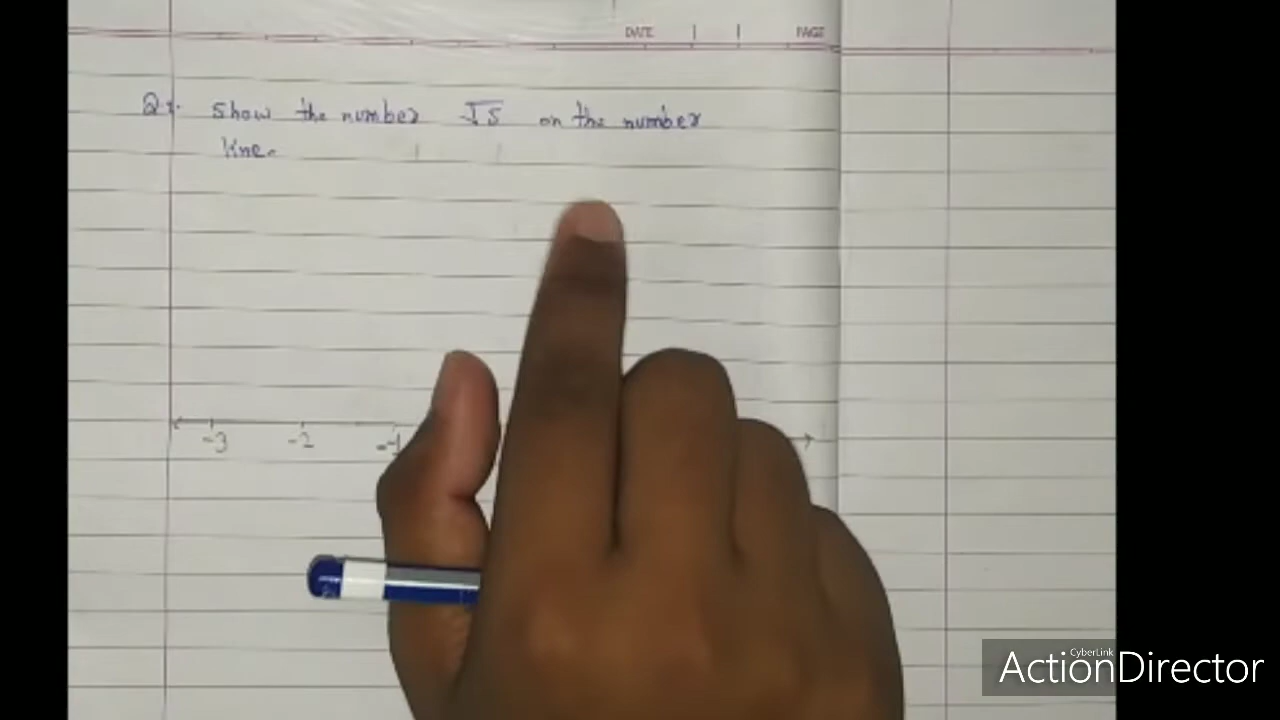 DATE
PAGE
Q1. Show the number √5 on the number
line.
-3 -2 -1
CyberLink
ActionDirector